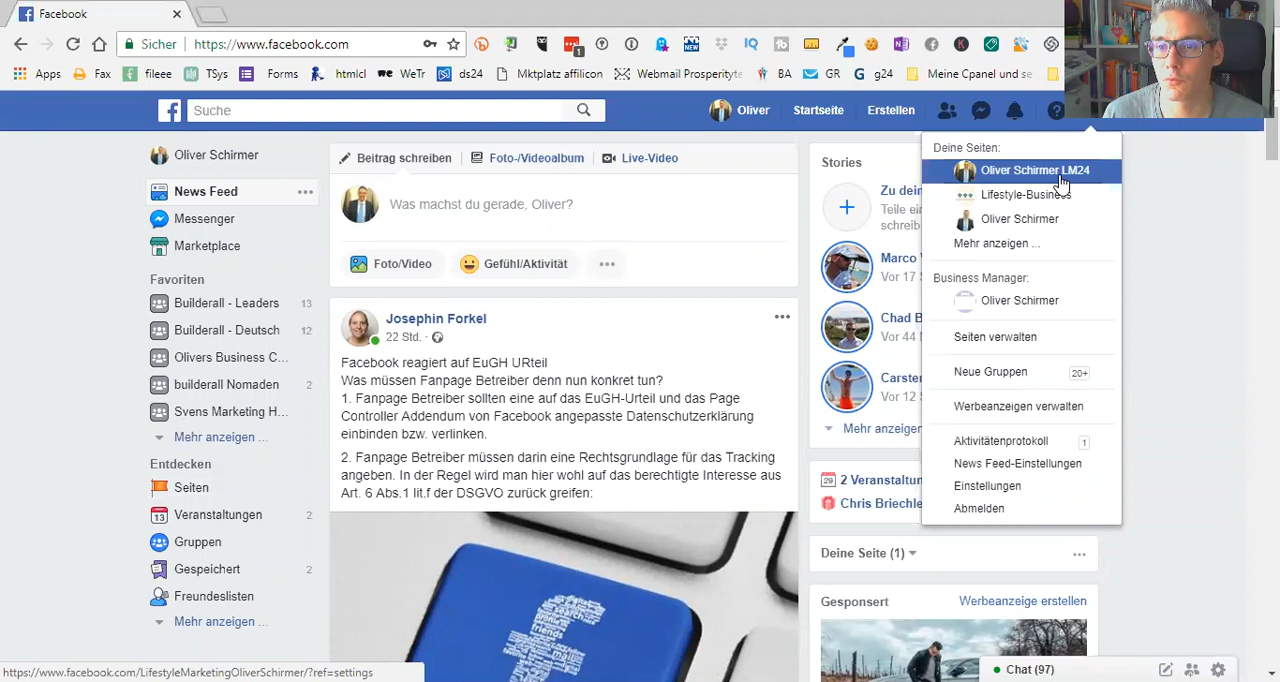 Facebook
Sicher | https://www.facebook.com
Apps Fax fileee TSys Forms htmlcl WeTr ds24 Mktplatz affilicon Webmail Prosperityte BA GR g24 Meine Cpanel und se
Suche
Oliver Startseite Erstellen
Oliver Schirmer
News Feed
Messenger
Marketplace
Favoriten
Builderall - Leaders 13
Builderall - Deutsch 12
Olivers Business C...
builderall Nomaden 2
Svens Marketing H...
Mehr anzeigen ...
Entdecken
Seiten
Veranstaltungen 2
Gruppen
Gespeichert 2
Freundeslisten
Mehr anzeigen ...
Beitrag schreiben Foto-/Videoalbum Live-Video
Was machst du gerade, Oliver?
Foto/Video Gefühl/Aktivität
Josephin Forkel
22 Std.
Facebook reagiert auf EuGH URteil
Was müssen Fanpage Betreiber denn nun konkret tun?
1. Fanpage Betreiber sollten eine auf das EuGH-Urteil und das Page
Controller Addendum von Facebook angepasste Datenschutzerklärung
einbinden bzw. verlinken.
2. Fanpage Betreiber müssen darin eine Rechtsgrundlage für das Tracking
angeben. In der Regel wird man hier wohl auf das berechtigte Interesse aus
Art. 6 Abs.1 lit.f der DSGVO zurück greifen:
Stories
Zu dein
Teile ein
schreibe
Marco
Vor 17
Chad B
Vor 44
Carster
Vor 12
Mehr anzeigen
2 Veranstaltun
Chris Briechle
Deine Seite (1)
Gesponsert Werbeanzeige erstellen
Deine Seiten:
Oliver Schirmer LM24
Lifestyle-Business
Oliver Schirmer
Mehr anzeigen ...
Business Manager:
Oliver Schirmer
Seiten verwalten
Neue Gruppen 20+
Werbeanzeigen verwalten
Aktivitätenprotokoll 1
News Feed-Einstellungen
Einstellungen
Abmelden
Chat (97)
https://www.facebook.com/LifestyleMarketingOliverSchirmer/?ref=settings